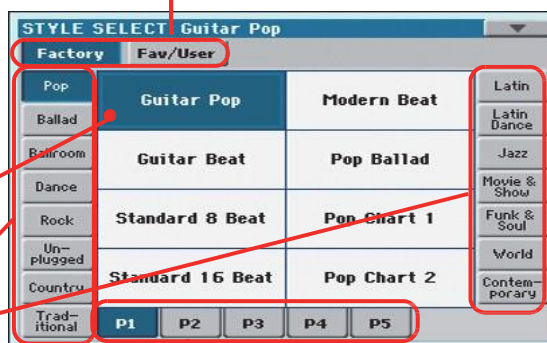 STYLE SELECT Guitar Pop
Factory Fav/User
Pop
Ballad
Ballroom
Dance
Rock
Un-
plugged
Country
Trad-
itional
Guitar Pop Modern Beat
Guitar Beat Pop Ballad
Standard 8 Beat Pop Chart 1
Standard 16 Beat Pop Chart 2
P1 P2 P3 P4 P5
Latin
Latin
Dance
Jazz
Movie &
Show
Funk &
Soul
World
Contem-
porary